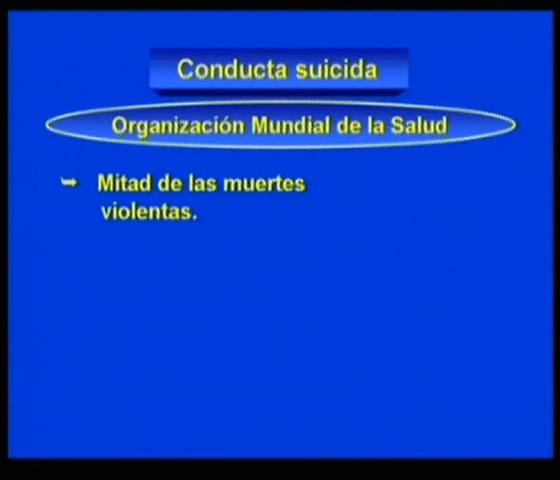 Conducta suicida
Organización Mundial de la Salud
Mitad de las muertes
violentas.